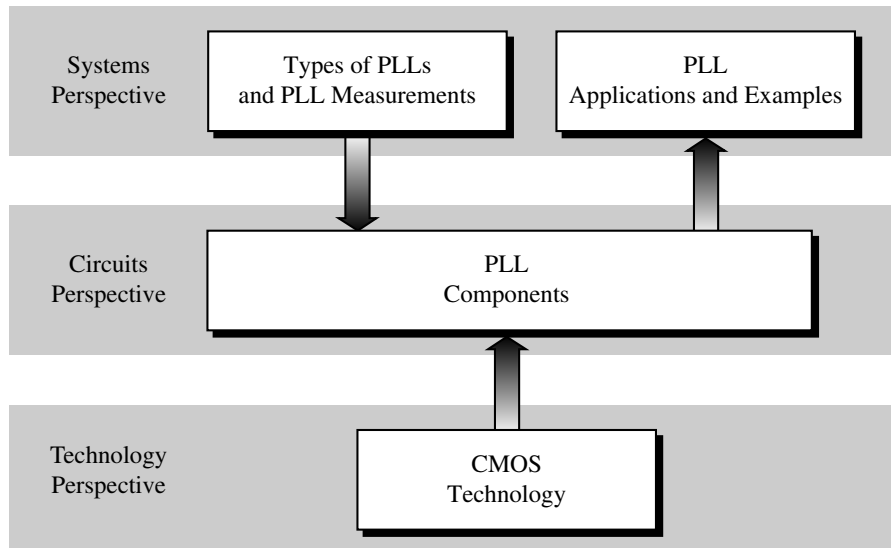 Systems
Perspective
Types of PLLs
and PLL Measurements
PLL
Applications and Examples
Circuits
Perspective
PLL
Components
Technology
Perspective
CMOS
Technology